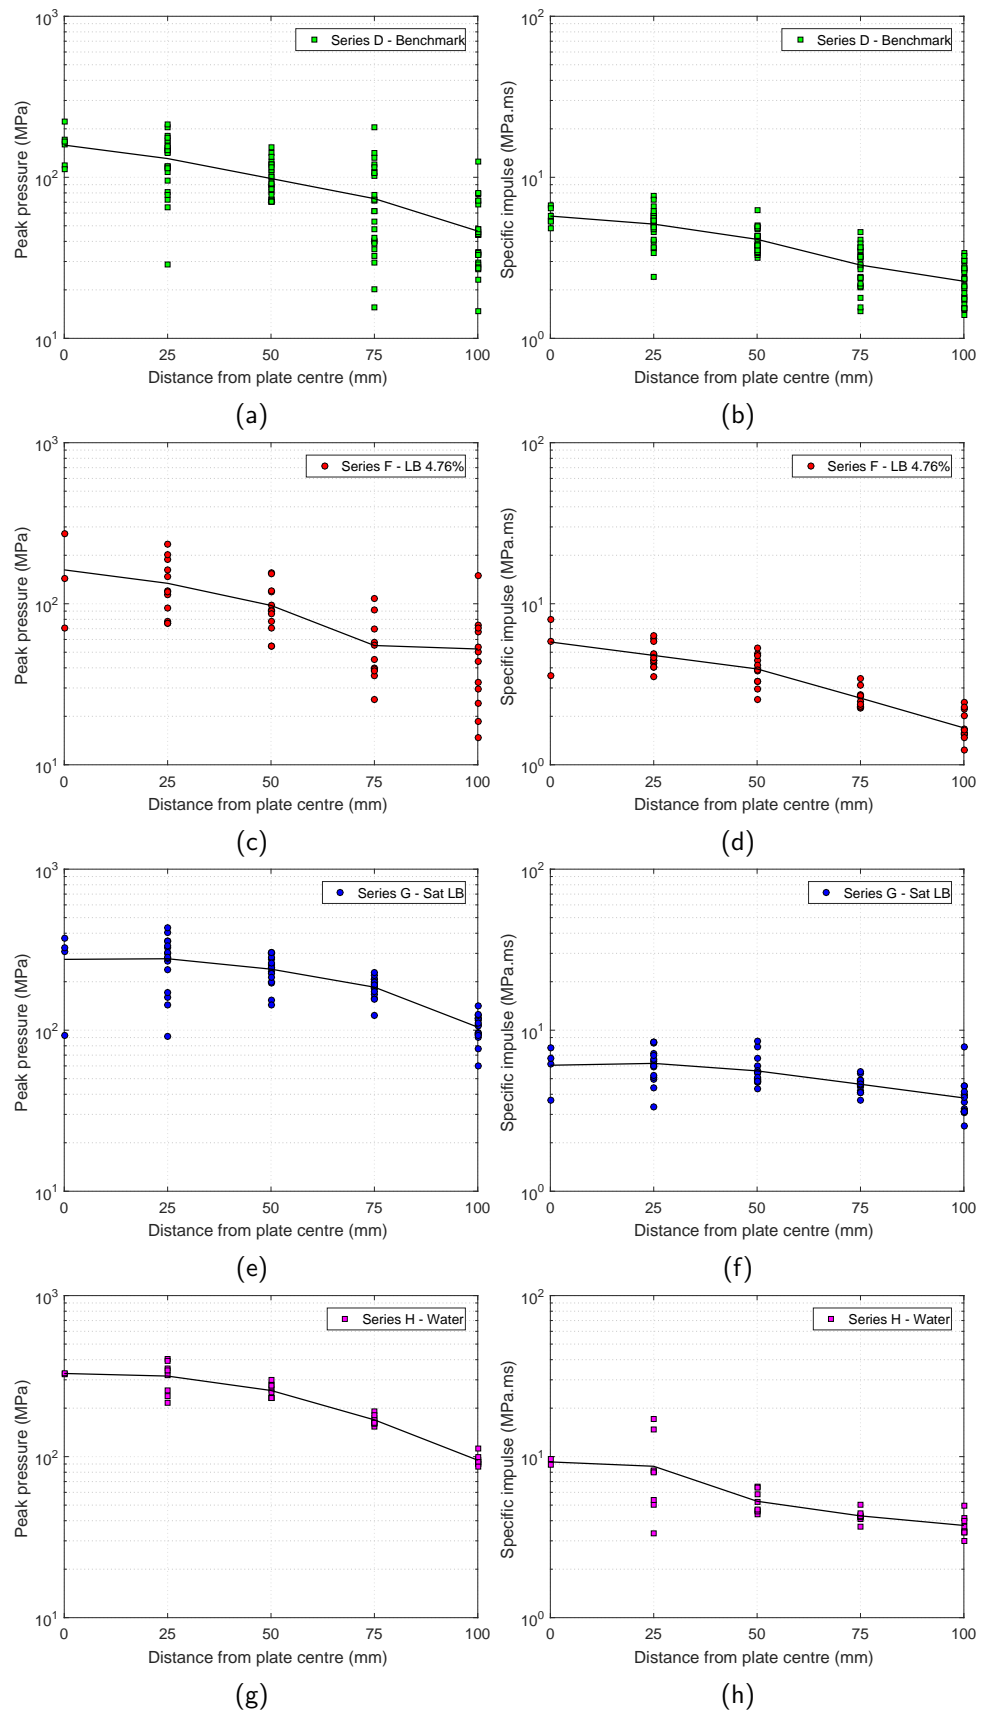 10³
10²
10¹
Peak pressure (MPa)
Series D - Benchmark
0 25 50 75 100
Distance from plate centre (mm)
(a)
10²
10¹
10⁰
Specific impulse (MPa.ms)
Series D - Benchmark
0 25 50 75 100
Distance from plate centre (mm)
(b)
10³
10²
10¹
Peak pressure (MPa)
Series F - LB 4.76%
0 25 50 75 100
Distance from plate centre (mm)
(c)
10²
10¹
10⁰
Specific impulse (MPa.ms)
Series F - LB 4.76%
0 25 50 75 100
Distance from plate centre (mm)
(d)
10³
10²
10¹
Peak pressure (MPa)
Series G - Sat LB
0 25 50 75 100
Distance from plate centre (mm)
(e)
10²
10¹
10⁰
Specific impulse (MPa.ms)
Series G - Sat LB
0 25 50 75 100
Distance from plate centre (mm)
(f)
10³
10²
10¹
Peak pressure (MPa)
Series H - Water
0 25 50 75 100
Distance from plate centre (mm)
(g)
10²
10¹
10⁰
Specific impulse (MPa.ms)
Series H - Water
0 25 50 75 100
Distance from plate centre (mm)
(h)